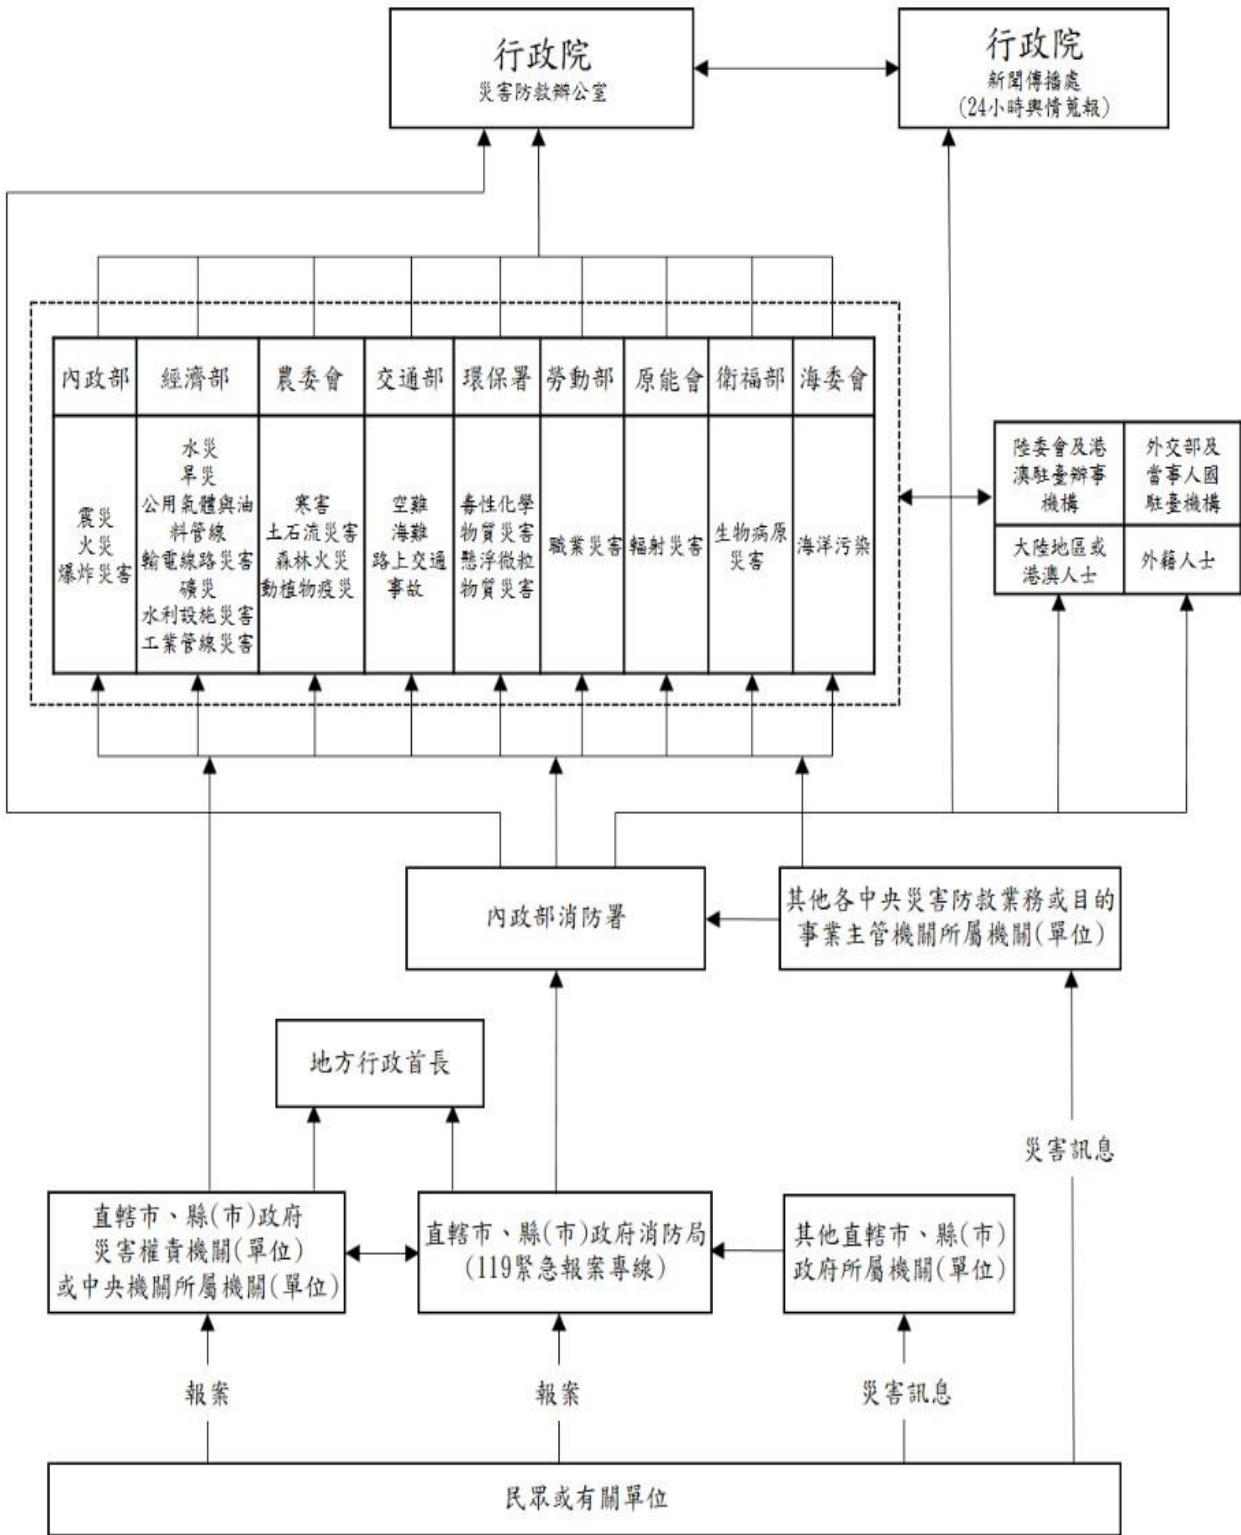 行政院
災害防救辦公室
行政院
新聞傳播處
(24小時輿情蒐報)
內政部
經濟部
農委會
交通部
環保署
勞動部
原能會
衛福部
海委會
震災
火災
爆炸災害
水災
旱災
公用氣體與油
料管線
輸電線路災害
礦災
水利設施災害
工業管線災害
寒害
土石流災害
森林火災
動植物疫災
空難
海難
路上交通
事故
毒性化學
物質災害
懸浮微粒
物質災害
職業災害
輻射災害
生物病原
災害
海洋污染
陸委會及港
澳駐臺辦事
機構
外交部及
當事人國
駐臺機構
大陸地區或
港澳人士
外籍人士
內政部消防署
其他各中央災害防救業務或目的
事業主管機關所屬機關(單位)
地方行政首長
災害訊息
直轄市、縣(市)政府
災害權責機關(單位)
或中央機關所屬機關(單位)
直轄市、縣(市)政府消防局
(119緊急報案專線)
其他直轄市、縣(市)
政府所屬機關(單位)
報案
報案
災害訊息
民眾或有關單位